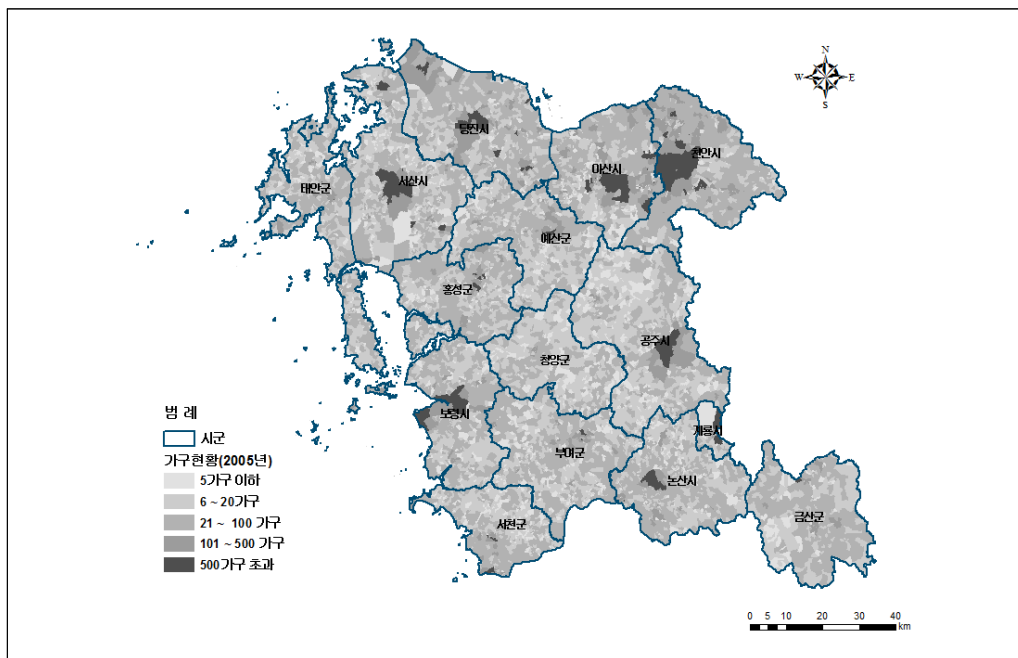 N
W E
S
당진시
아산시
천안시
서산시
태안군
예산군
홍성군
공주시
청양군
보령시
계룡시
부여군
논산시
금산군
서천군
범 례
시군
가구현황(2005년)
5가구 이하
6 ~ 20가구
21 ~ 100 가구
101 ~ 500 가구
500가구 초과
0 5 10 20 30 40
km